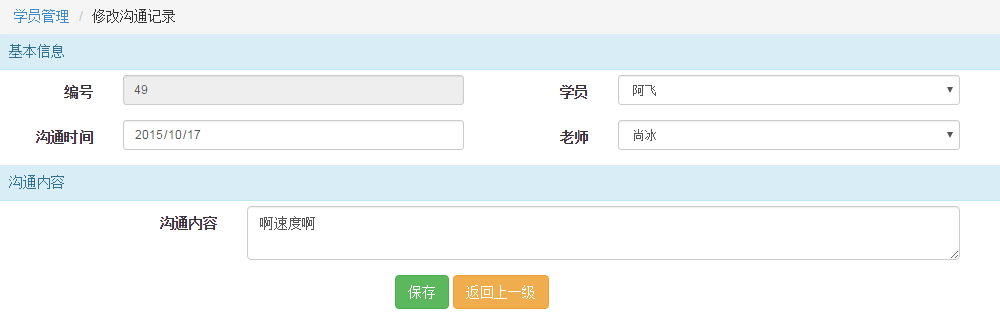 学员管理 / 修改沟通记录
基本信息
编号 49 学员 阿飞
沟通时间 2015/10/17 老师 尚冰
沟通内容
沟通内容 啊速度啊
保存 返回上一级